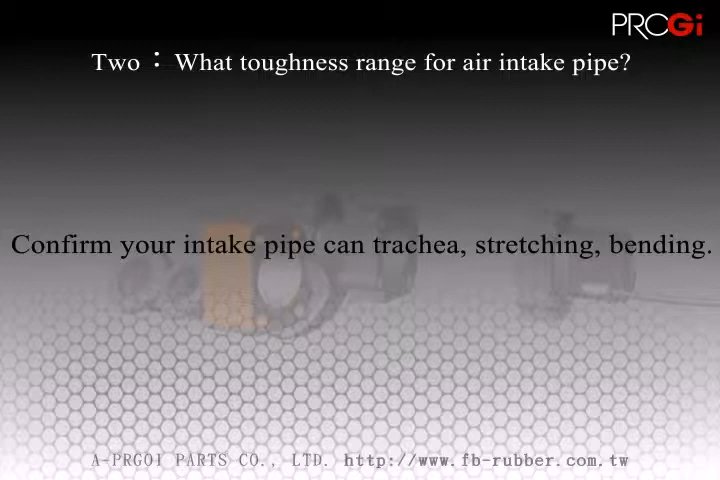 PROGi
Two：What toughness range for air intake pipe?
Confirm your intake pipe can trachea, stretching, bending.
A-PRGOI PARTS CO., LTD. http://www.fb-rubber.com.tw